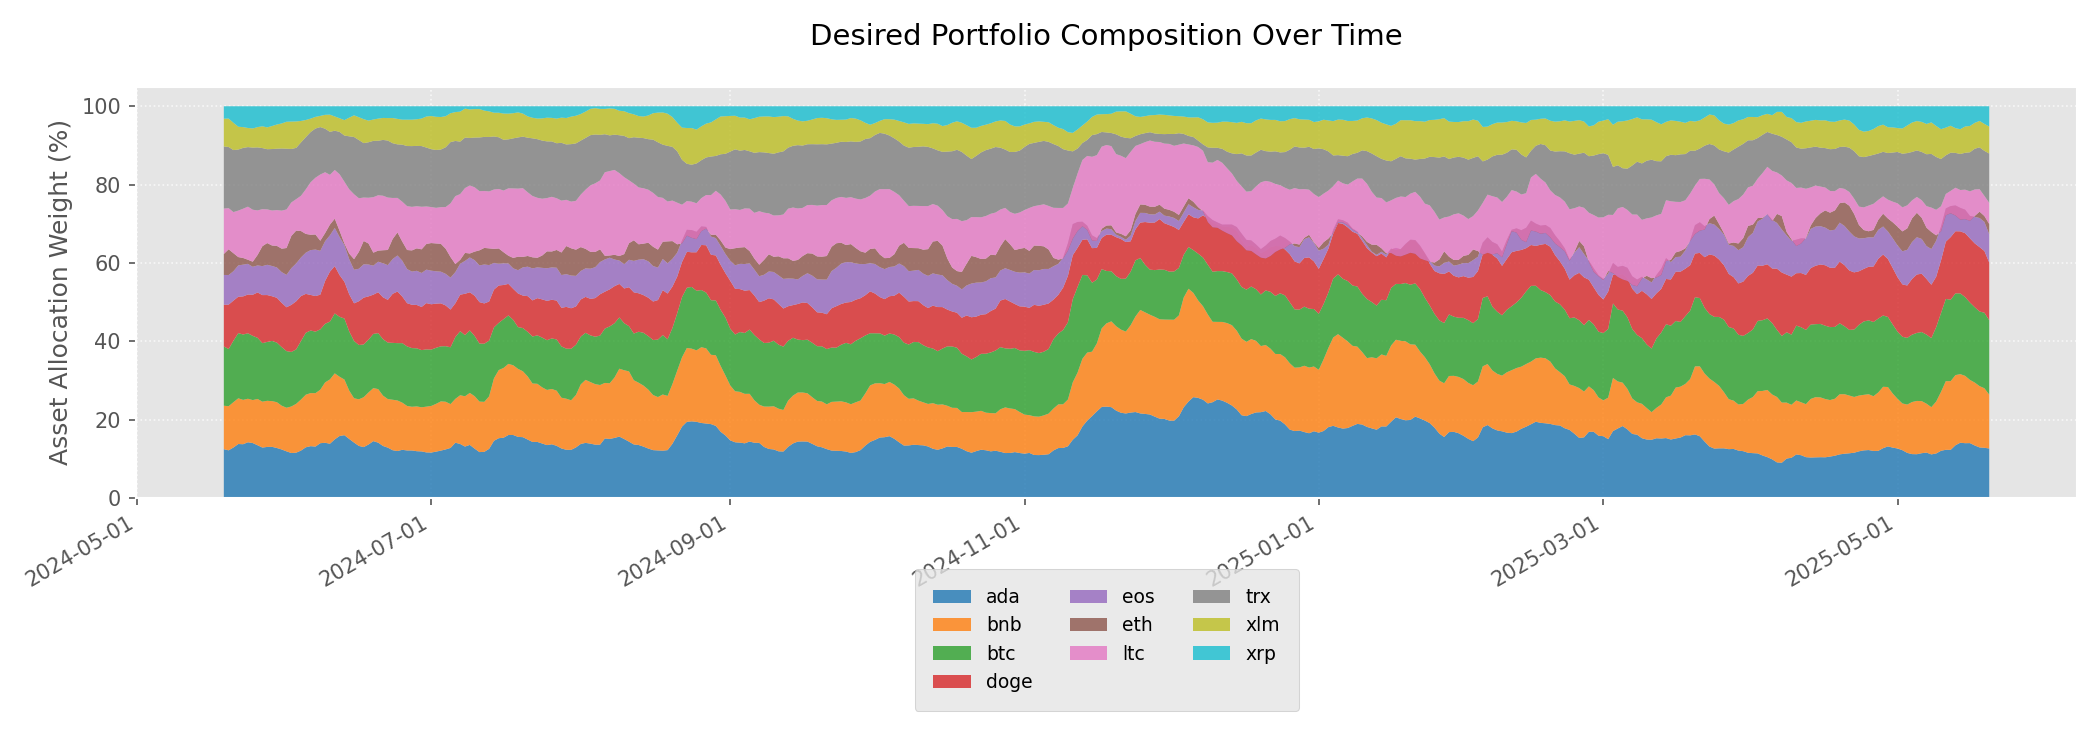 Desired Portfolio Composition Over Time
Asset Allocation Weight (%)
100
80
60
40
20
0
2024-05-01
2024-07-01
2024-09-01
2024-11-01
2025-01-01
2025-03-01
2025-05-01
ada
bnb
btc
doge
eos
eth
ltc
trx
xlm
xrp